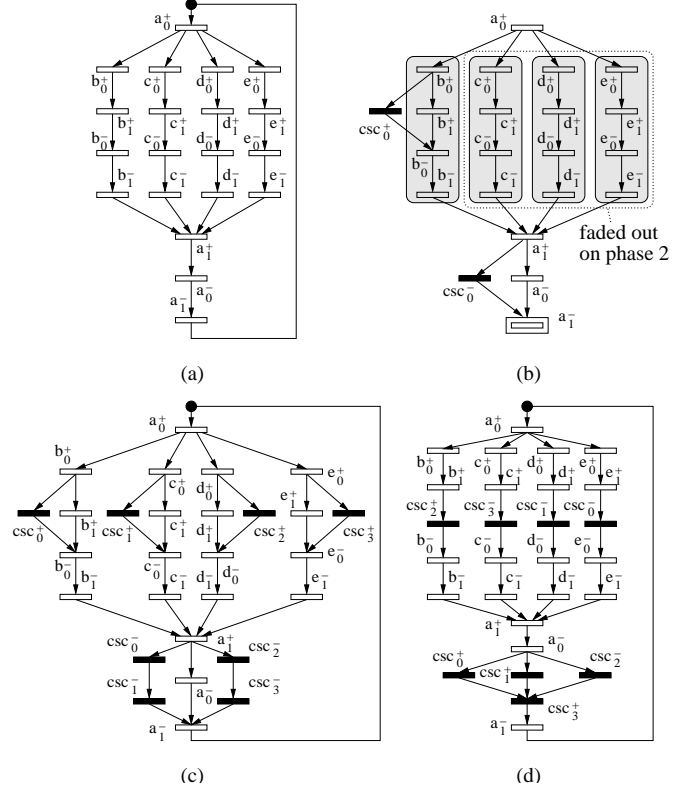 a₀⁺
b₀⁺ c₀⁺ d₀⁺ e₀⁺
b₁⁺ c₁⁺ d₁⁺ e₁⁺
b₀⁻ c₀⁻ d₀⁻ e₀⁻
b₁⁻ c₁⁻ d₁⁻ e₁⁻
a₁⁺
a₀⁻
a₁⁻
(a)
a₀⁺
b₀⁺ c₀⁺ d₀⁺ e₀⁺
csc₀⁺ b₁⁺ c₁⁺ d₁⁺ e₁⁺
b₀⁻ c₀⁻ d₀⁻ e₀⁻
b₁⁻ c₁⁻ d₁⁻ e₁⁻
faded out
on phase 2
a₁⁺
csc₀⁻ a₀⁻
a₁⁻
(b)
a₀⁺
b₀⁺ c₀⁺ d₀⁺ e₀⁺
csc₀⁺ b₁⁺ csc₁⁺ c₁⁺ d₁⁺ csc₂⁺ e₁⁺ csc₃⁺
b₀⁻ c₀⁻ d₀⁻ e₀⁻
b₁⁻ c₁⁻ d₁⁻ e₁⁻
a₁⁺
csc₀⁻ csc₂⁻
csc₁⁻ a₀⁻ csc₃⁻
a₁⁻
(c)
a₀⁺
b₀⁺ c₀⁺ d₀⁺ e₀⁺
b₁⁺ c₁⁺ d₁⁺ e₁⁺
csc₂⁺ csc₃⁻ csc₁⁻ csc₀⁻
b₀⁻ c₀⁻ d₀⁻ e₀⁻
b₁⁻ c₁⁻ d₁⁻ e₁⁻
a₁⁺
a₀⁻
csc₀⁺ csc₁⁺ csc₂⁻
csc₃⁺
a₁⁻
(d)